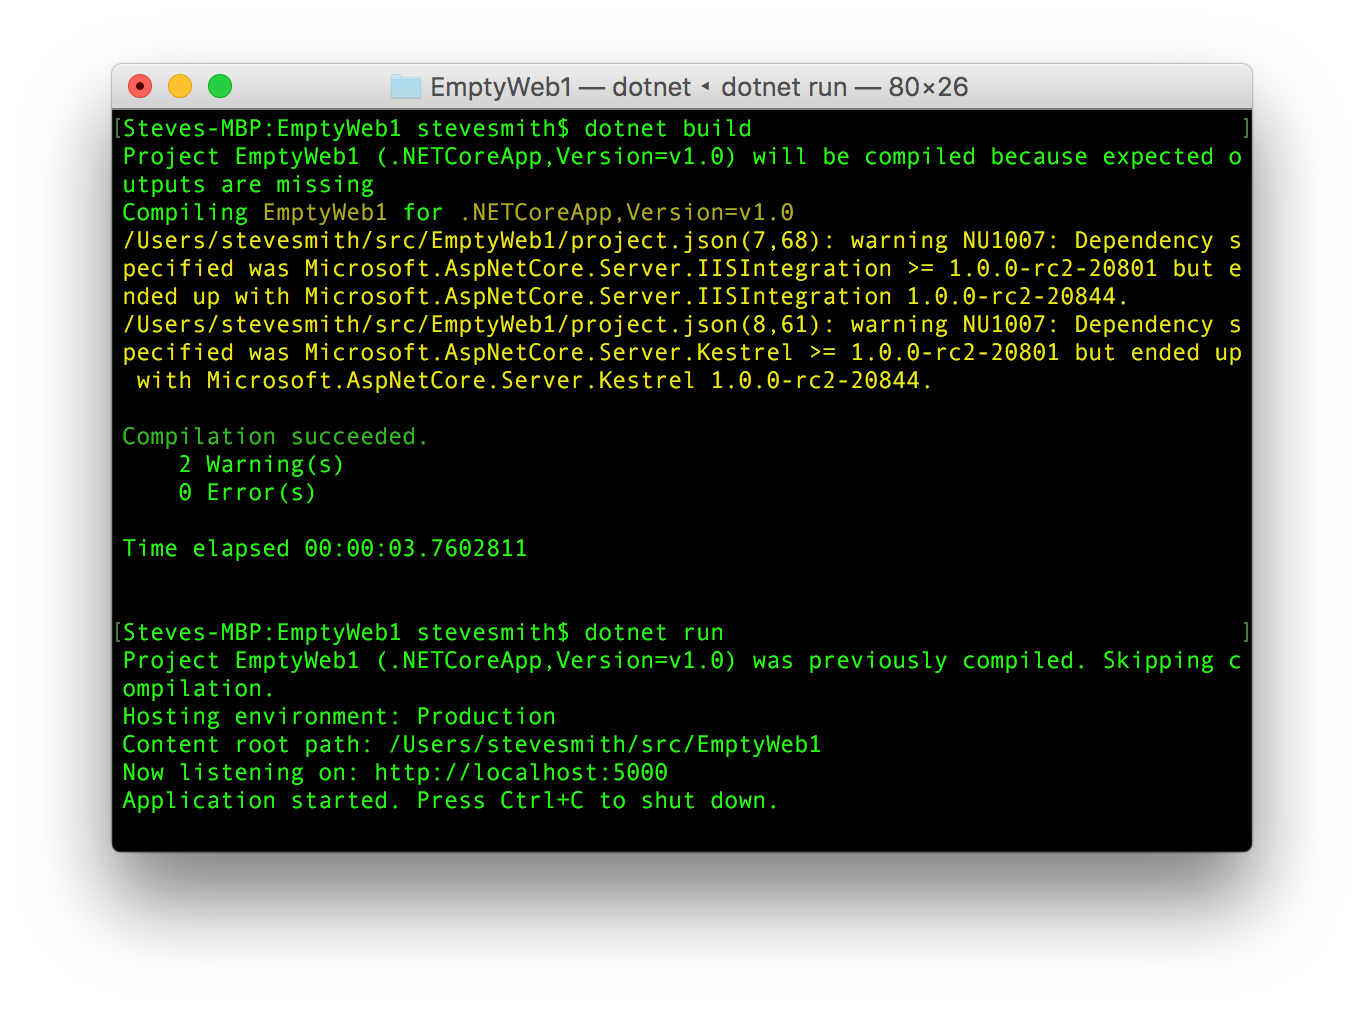 EmptyWeb1 — dotnet ◂ dotnet run — 80×26
[Steves-MBP:EmptyWeb1 stevesmith$ dotnet build ]
Project EmptyWeb1 (.NETCoreApp,Version=v1.0) will be compiled because expected o
utputs are missing
Compiling EmptyWeb1 for .NETCoreApp,Version=v1.0
/Users/stevesmith/src/EmptyWeb1/project.json(7,68): warning NU1007: Dependency s
pecified was Microsoft.AspNetCore.Server.IISIntegration >= 1.0.0-rc2-20801 but e
nded up with Microsoft.AspNetCore.Server.IISIntegration 1.0.0-rc2-20844.
/Users/stevesmith/src/EmptyWeb1/project.json(8,61): warning NU1007: Dependency s
pecified was Microsoft.AspNetCore.Server.Kestrel >= 1.0.0-rc2-20801 but ended up
 with Microsoft.AspNetCore.Server.Kestrel 1.0.0-rc2-20844.
Compilation succeeded.
    2 Warning(s)
    0 Error(s)
Time elapsed 00:00:03.7602811
[Steves-MBP:EmptyWeb1 stevesmith$ dotnet run ]
Project EmptyWeb1 (.NETCoreApp,Version=v1.0) was previously compiled. Skipping c
ompilation.
Hosting environment: Production
Content root path: /Users/stevesmith/src/EmptyWeb1
Now listening on: http://localhost:5000
Application started. Press Ctrl+C to shut down.